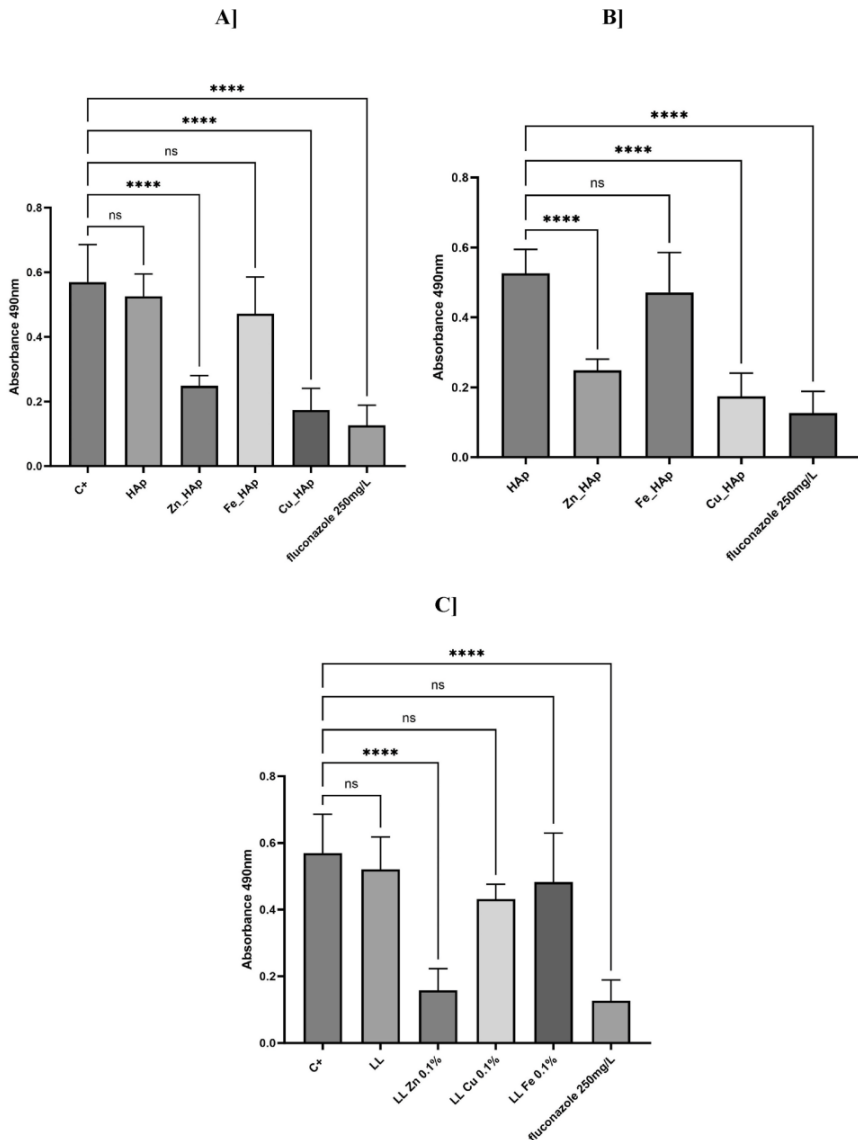 A]
****
****
ns
****
ns
Absorbance 490nm
0.8
0.6
0.4
0.2
0.0
C+
HAp
Zn_HAp
Fe_HAp
Cu_HAp
fluconazole 250mg/L
B]
****
****
ns
****
Absorbance 490nm
0.8
0.6
0.4
0.2
0.0
HAp
Zn_HAp
Fe_HAp
Cu_HAp
fluconazole 250mg/L
C]
****
ns
ns
****
ns
Absorbance 490nm
0.8
0.6
0.4
0.2
0.0
C+
LL
LL Zn 0.1%
LL Cu 0.1%
LL Fe 0.1%
fluconazole 250mg/L